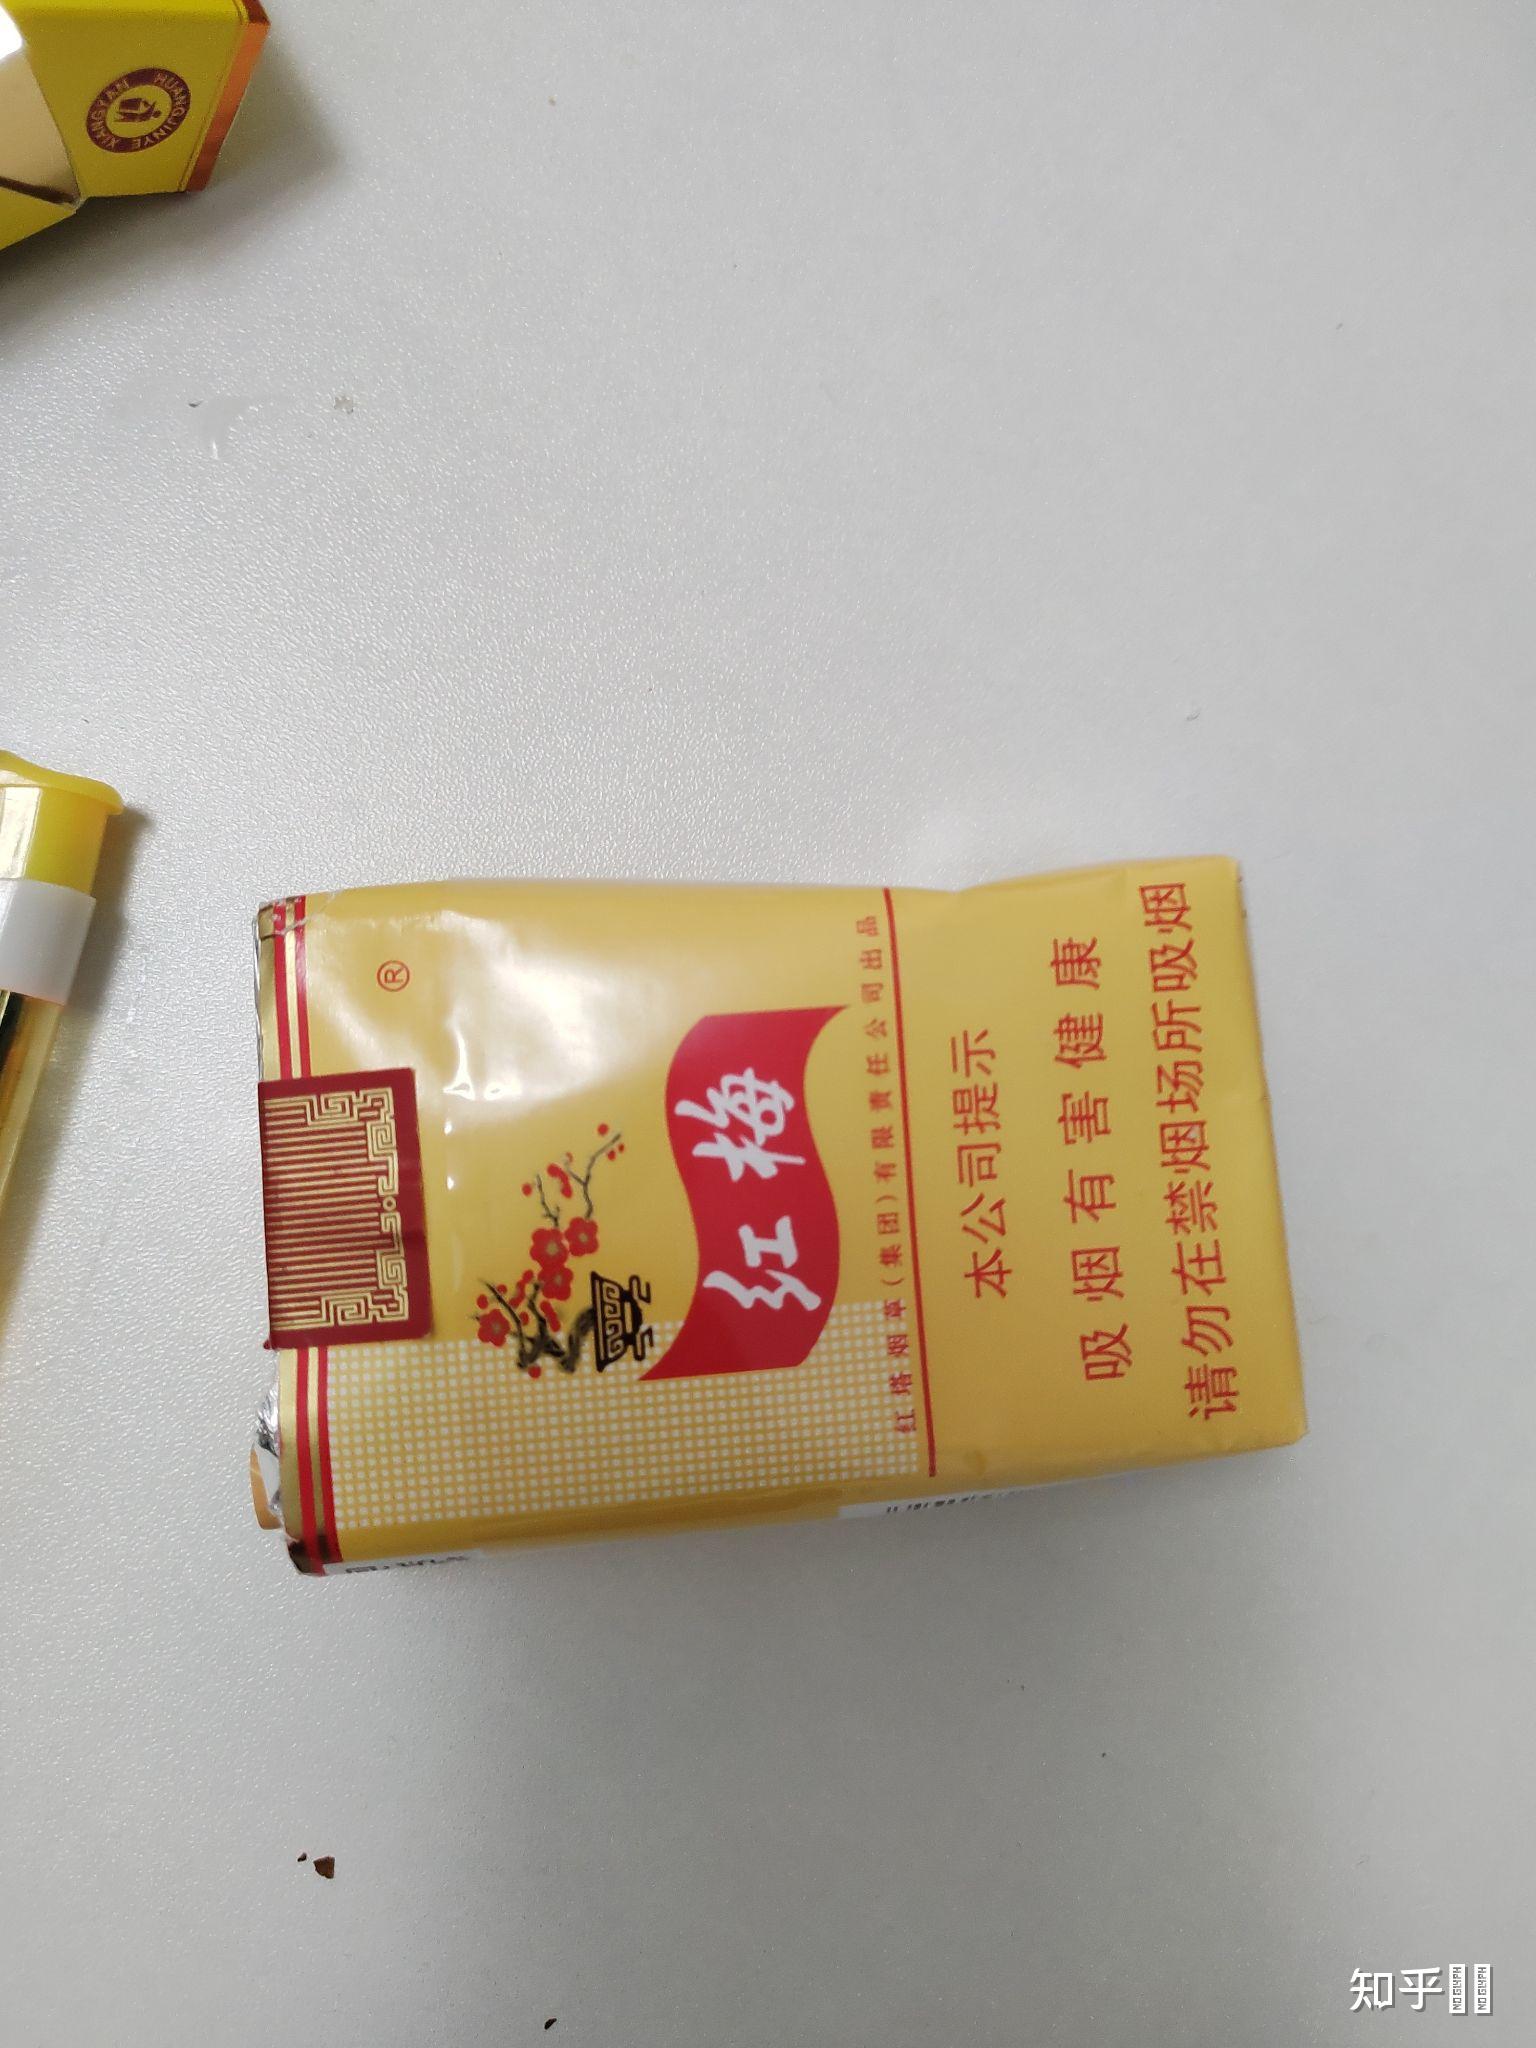 HUANGJINYE XIANGYAN
®
红梅
红塔烟草（集团）有限责任公司出品
本公司提示
吸烟有害健康
请勿在禁烟场所吸烟
知乎